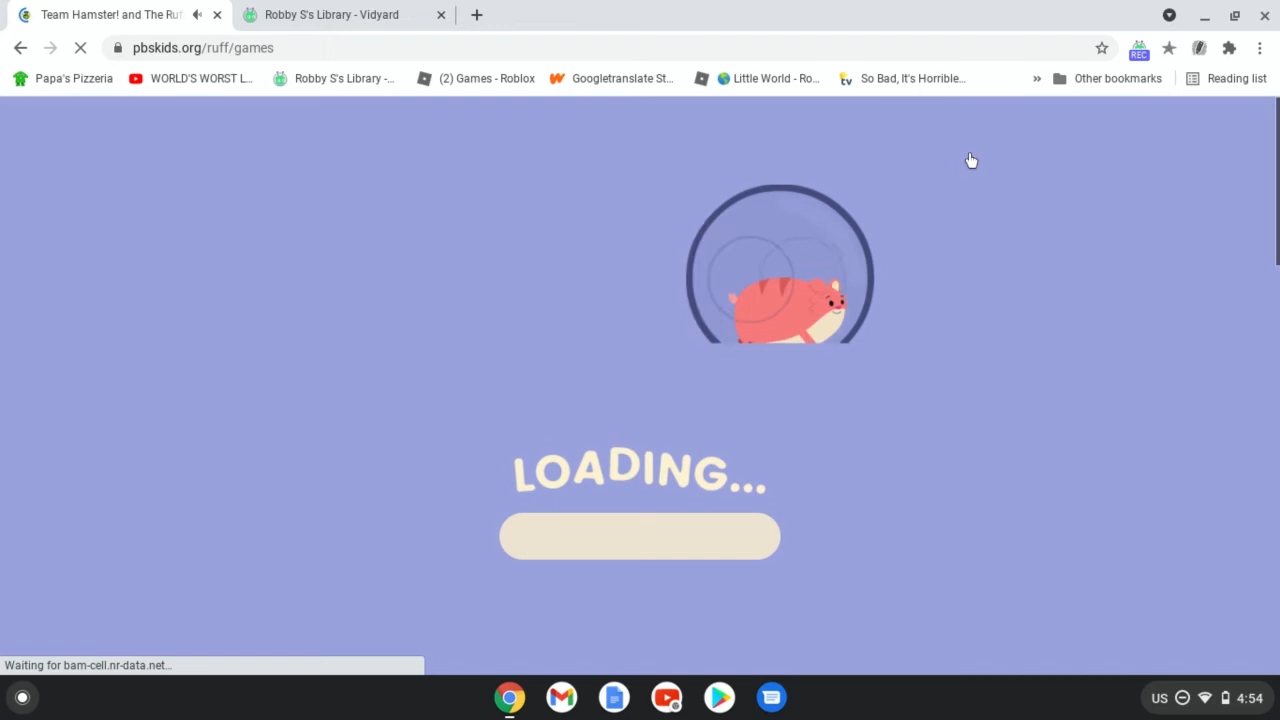 Team Hamster! and The Ruf
Robby S's Library - Vidyard
pbskids.org/ruff/games
REC
Papa's Pizzeria
WORLD'S WORST L...
Robby S's Library -...
(2) Games - Roblox
Googletranslate St...
Little World - Ro...
tv
So Bad, It's Horrible...
»
Other bookmarks
Reading list
LOADING...
Waiting for bam-cell.nr-data.net...
US
4:54